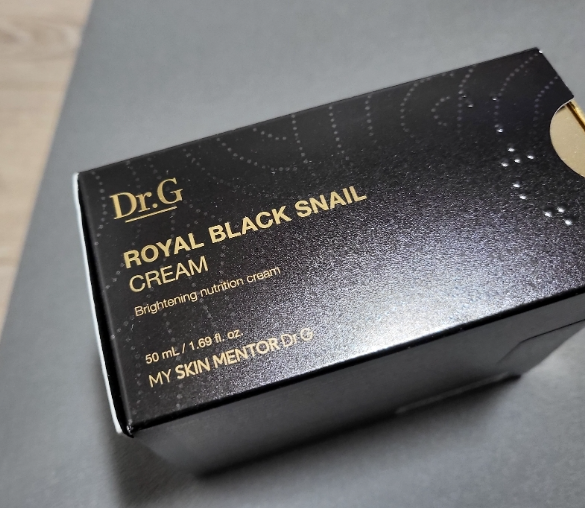 Dr.G
ROYAL BLACK SNAIL
CREAM
Brightening nutrition cream
50 mL / 1.69 fl. oz.
MY SKIN MENTOR Dr.G